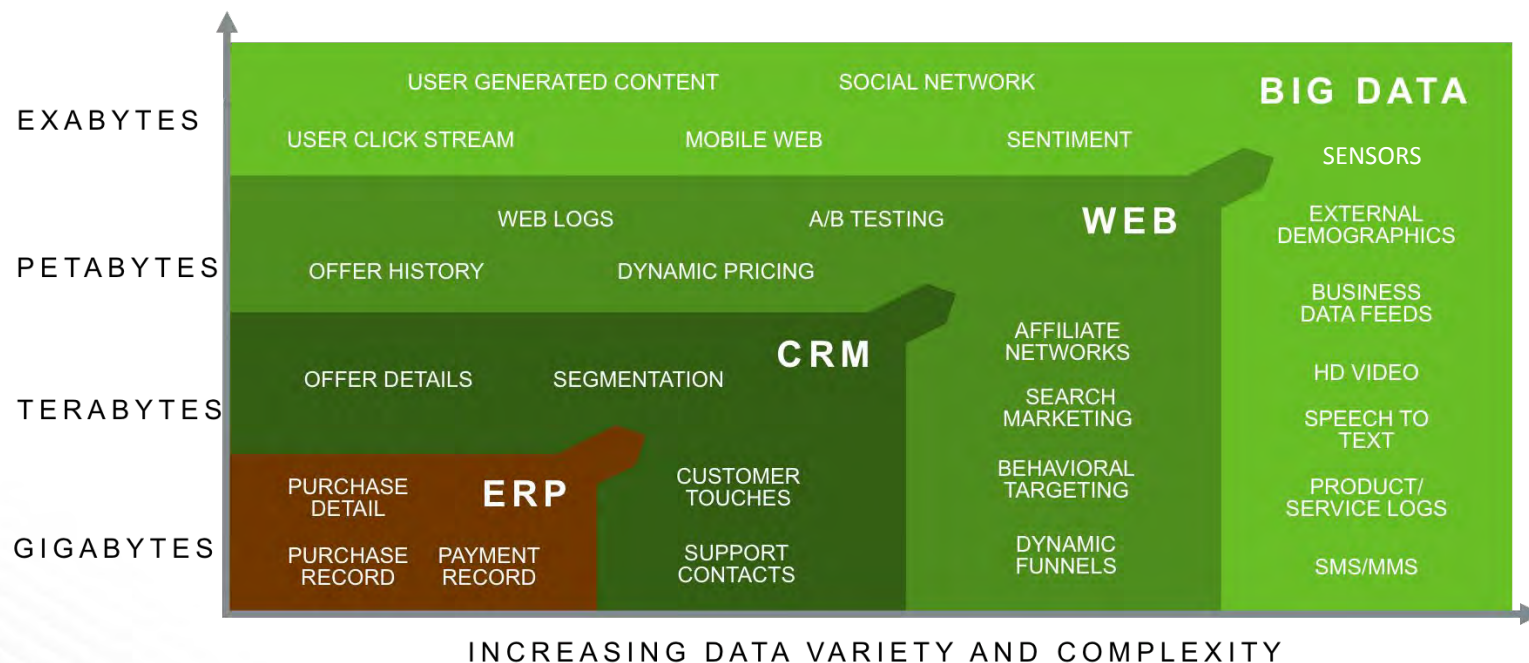 USER GENERATED CONTENT
SOCIAL NETWORK
BIG DATA
EXABYTES
USER CLICK STREAM
MOBILE WEB
SENTIMENT
SENSORS
WEB LOGS
A/B TESTING
WEB
EXTERNAL
DEMOGRAPHICS
PETABYTES
OFFER HISTORY
DYNAMIC PRICING
BUSINESS
DATA FEEDS
AFFILIATE
NETWORKS
CRM
OFFER DETAILS
SEGMENTATION
HD VIDEO
TERABYTES
SEARCH
MARKETING
SPEECH TO
TEXT
PURCHASE
DETAIL
ERP
CUSTOMER
TOUCHES
BEHAVIORAL
TARGETING
PRODUCT/
SERVICE LOGS
GIGABYTES
PURCHASE
RECORD
PAYMENT
RECORD
SUPPORT
CONTACTS
DYNAMIC
FUNNELS
SMS/MMS
INCREASING DATA VARIETY AND COMPLEXITY